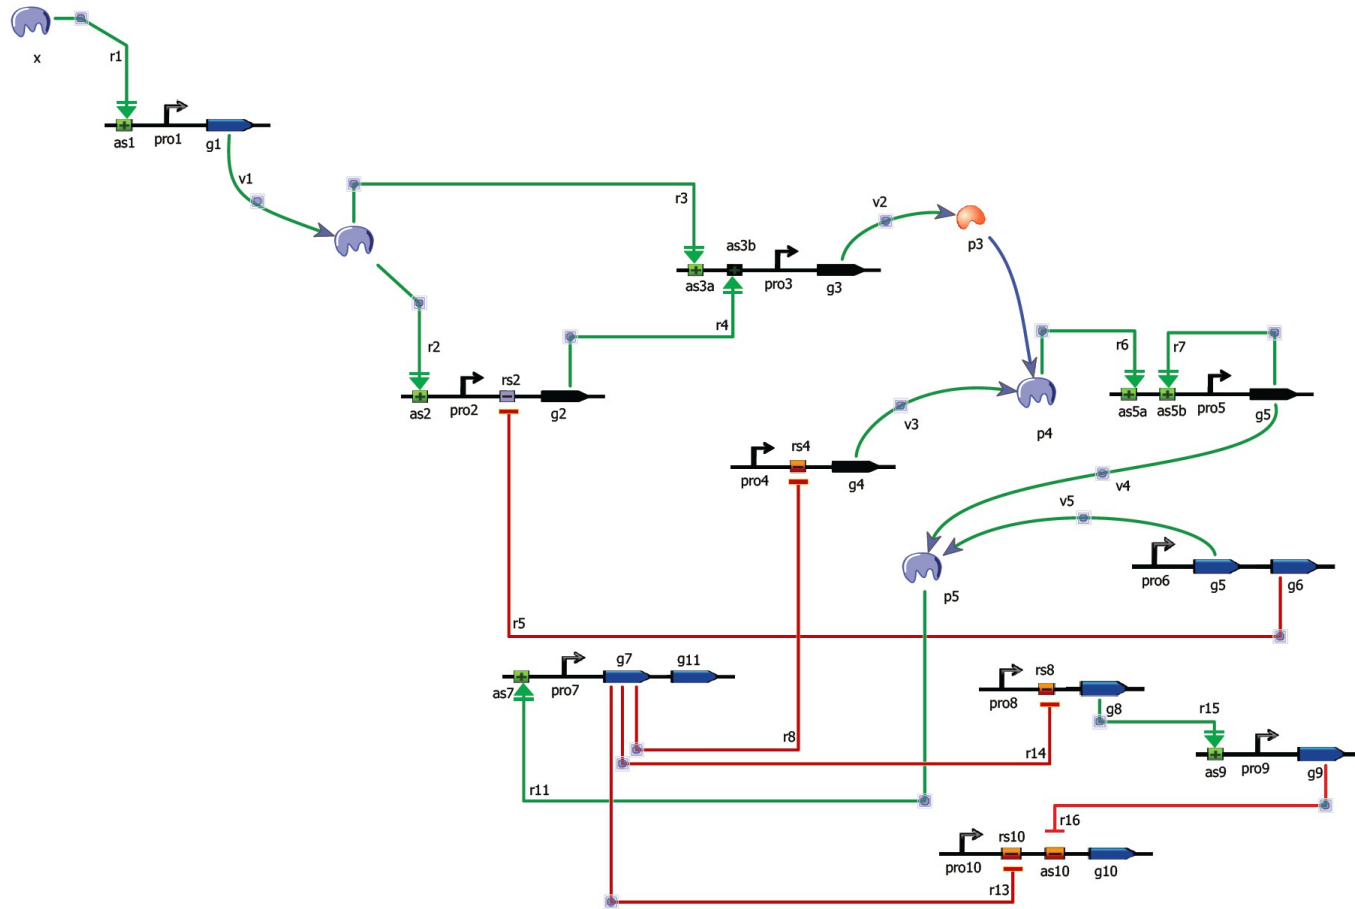 x
r1
as1
pro1
g1
v1
r3
as3b
v2
p3
as3a
pro3
g3
r4
r2
rs2
as2
pro2
g2
r6
r7
as5a
as5b
pro5
g5
p4
v3
rs4
pro4
g4
v4
v5
p5
pro6
g5
g6
r5
g7
g11
as7
pro7
r8
r14
r11
rs8
pro8
g8
r15
as9
pro9
g9
r16
rs10
pro10
as10
g10
r13